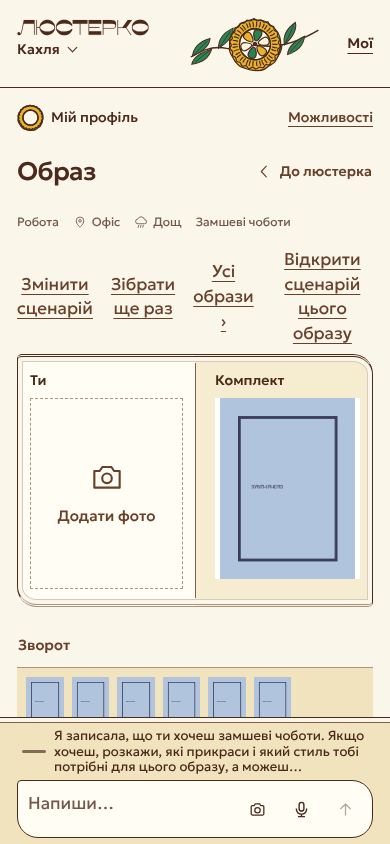 ЛЮСТЕРКО
Кахля
Мої
Мій профіль
Можливості
Образ
До люстерка
Робота
Офіс
Дощ
Замшеві чоботи
Змінити
сценарій
Зібрати
ще раз
Усі
образи
›
Відкрити
сценарій
цього
образу
Ти
Комплект
Додати фото
Зворот
Я записала, що ти хочеш замшеві чоботи. Якщо
хочеш, розкажи, які прикраси і який стиль тобі
потрібні для цього образу, а можеш…
Напиши…